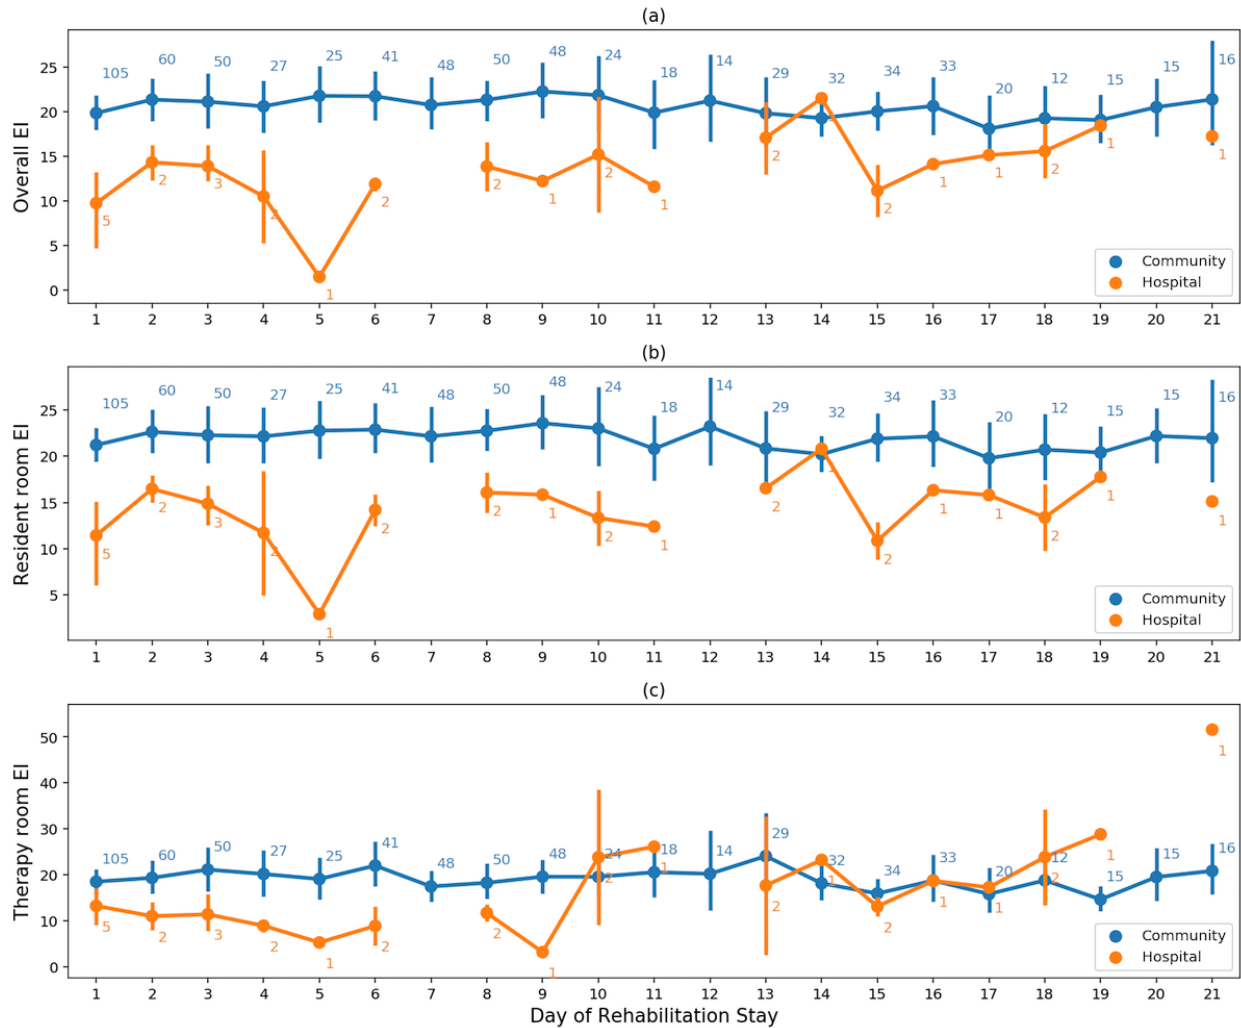 (a)
Overall EI
25
20
15
10
5
0
105 60 50 27 25 41 48 50 48 24 18 14 29 32 34 33 20 12 15 15 16
5 2 3 2 1 2 2 1 2 1 2 1 2 1 1 2 1 1
Community
Hospital
1 2 3 4 5 6 7 8 9 10 11 12 13 14 15 16 17 18 19 20 21
(b)
Resident room EI
25
20
15
10
5
105 60 50 27 25 41 48 50 48 24 18 14 29 32 34 33 20 12 15 15 16
5 2 3 2 1 2 2 1 2 1 2 1 2 1 1 2 1 1
Community
Hospital
1 2 3 4 5 6 7 8 9 10 11 12 13 14 15 16 17 18 19 20 21
(c)
Therapy room EI
50
40
30
20
10
0
105 60 50 27 25 41 48 50 48 24 18 14 29 32 34 33 20 12 15 15 16
5 2 3 2 1 2 2 1 2 1 2 1 2 1 1 2 1 1
Community
Hospital
1 2 3 4 5 6 7 8 9 10 11 12 13 14 15 16 17 18 19 20 21
Day of Rehabilitation Stay